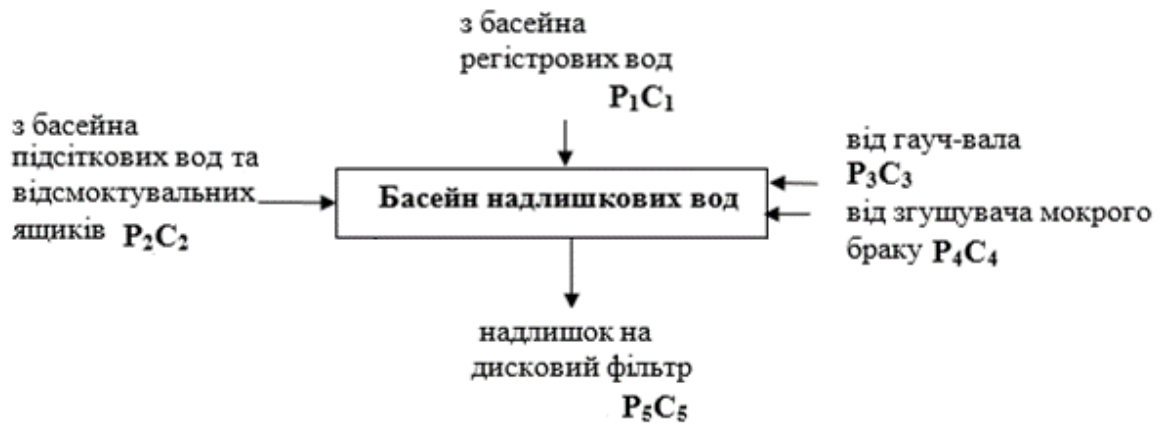 з басейна
регістрових вод
P₁C₁
з басейна
підсіткових вод та
відсмоктувальних
ящиків P₂C₂
Басейн надлишкових вод
від гауч-вала
P₃C₃
від згущувача мокрого
браку P₄C₄
надлишок на
дисковий фільтр
P₅C₅